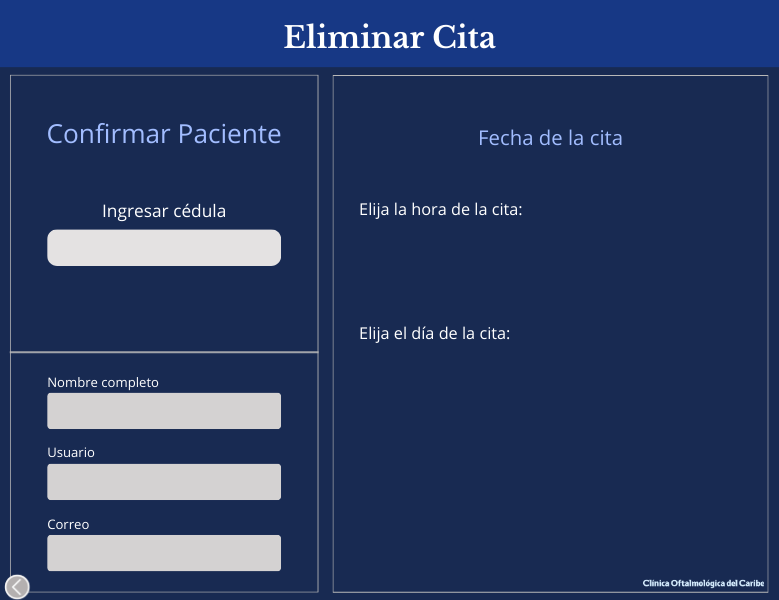 Eliminar Cita
Confirmar Paciente
Ingresar cédula
Nombre completo
Usuario
Correo
Fecha de la cita
Elija la hora de la cita:
Elija el día de la cita:
Clínica Oftalmológica del Caribe